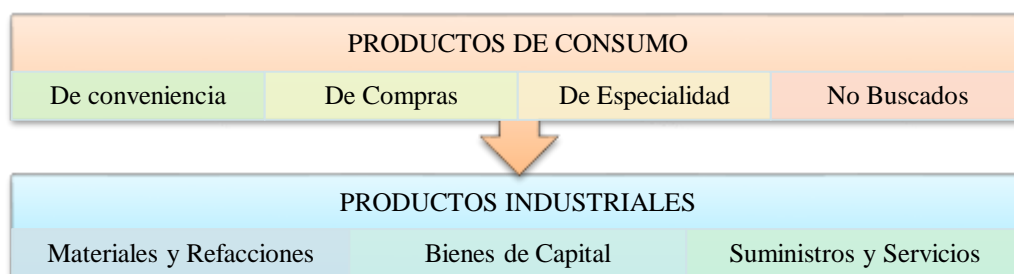 PRODUCTOS DE CONSUMO
De conveniencia De Compras De Especialidad No Buscados
PRODUCTOS INDUSTRIALES
Materiales y Refacciones Bienes de Capital Suministros y Servicios